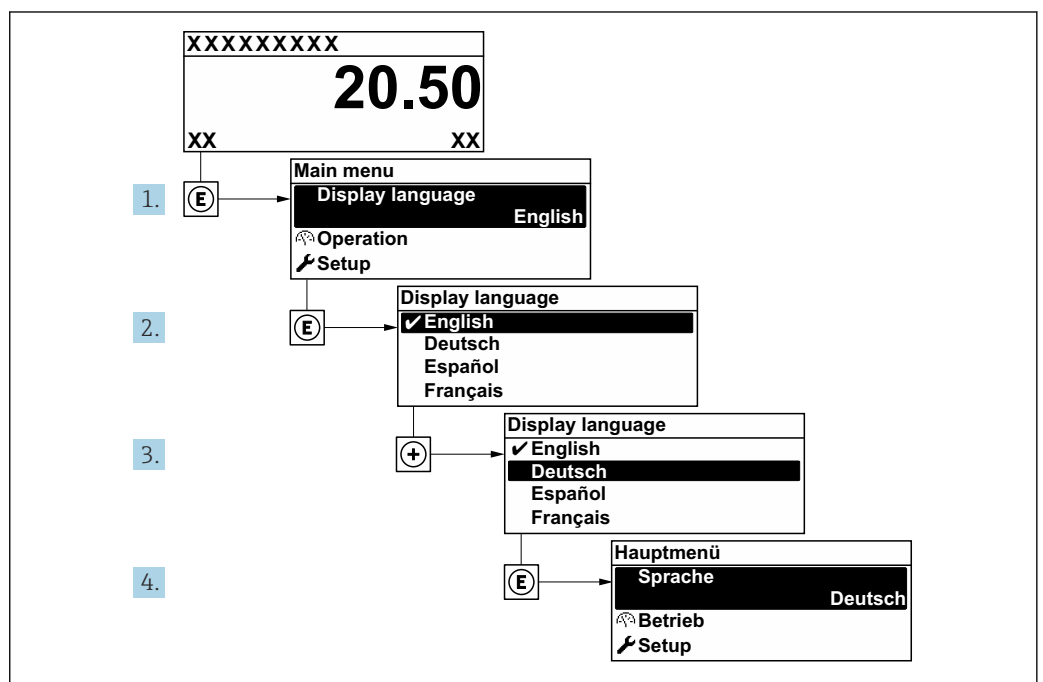 XXXXXXXXX
20.50
XX XX
Main menu
1. E Display language
English
Operation
Setup
Display language
2. E ✔ English
Deutsch
Español
Français
Display language
3. + ✔ English
Deutsch
Español
Français
Hauptmenü
4. E Sprache
Deutsch
Betrieb
Setup